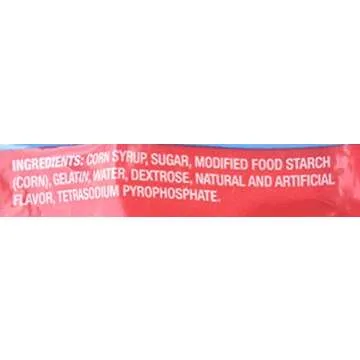 INGREDIENTS: CORN SYRUP, SUGAR, MODIFIED FOOD STARCH
(CORN), GELATIN, WATER, DEXTROSE, NATURAL AND ARTIFICIAL
FLAVOR, TETRASODIUM PYROPHOSPHATE.